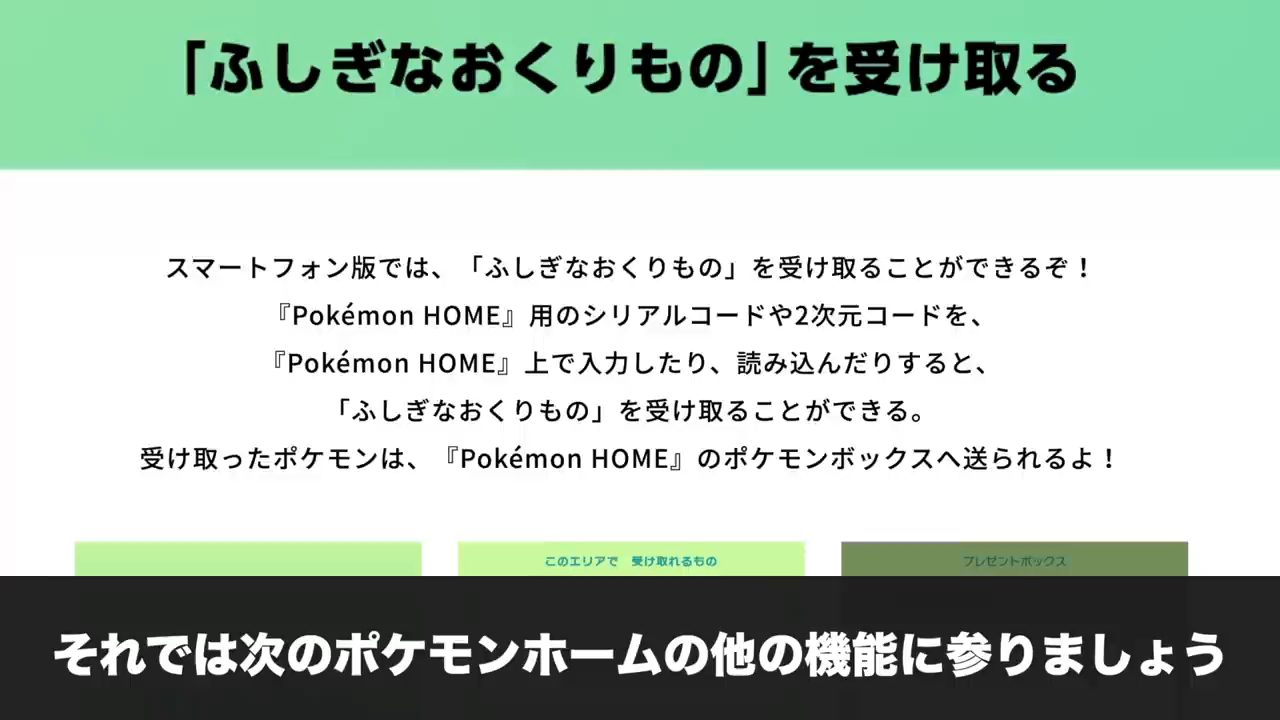 「ふしぎなおくりもの」を受け取る
スマートフォン版では、「ふしぎなおくりもの」を受け取ることができるぞ！
『Pokémon HOME』用のシリアルコードや2次元コードを、
『Pokémon HOME』上で入力したり、読み込んだりすると、
「ふしぎなおくりもの」を受け取ることができる。
受け取ったポケモンは、『Pokémon HOME』のポケモンボックスへ送られるよ！
このエリアで　受け取れるもの
プレゼントボックス
それでは次のポケモンホームの他の機能に参りましょう